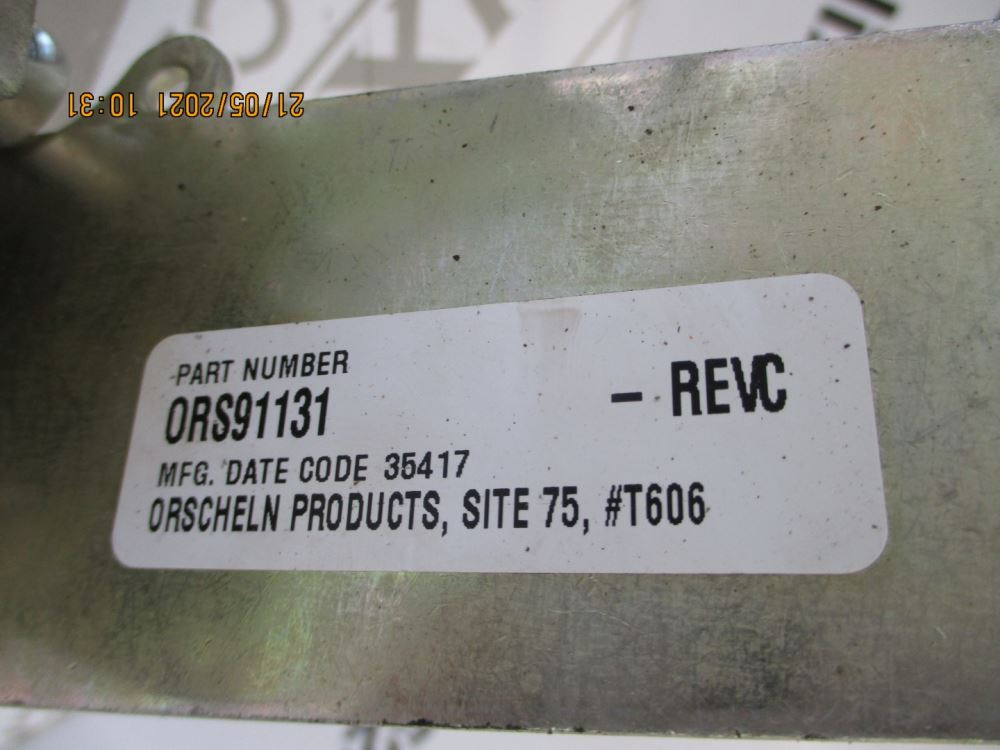 21/05/2021 10:31
PART NUMBER
ORS91131 – REVC
MFG. DATE CODE 35417
ORSCHELN PRODUCTS, SITE 75, #T606